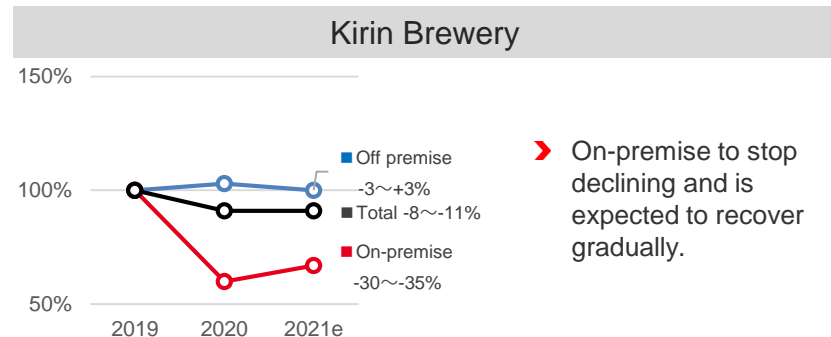 Kirin Brewery
150%
100%
50%
2019
2020
2021e
Off premise
-3～+3%
Total -8～-11%
On-premise
-30～-35%
On-premise to stop
declining and is
expected to recover
gradually.